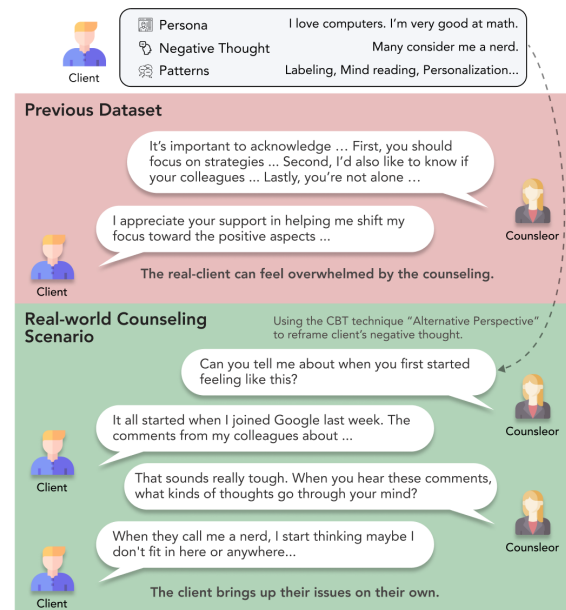 Persona I love computers. I'm very good at math.
Negative Thought Many consider me a nerd.
Patterns Labeling, Mind reading, Personalization...
Client
Previous Dataset
It's important to acknowledge … First, you should
focus on strategies ... Second, I'd also like to know if
your colleagues ... Lastly, you're not alone …
Counsleor
I appreciate your support in helping me shift my
focus toward the positive aspects ...
Client
The real-client can feel overwhelmed by the counseling.
Real-world Counseling
Scenario
Using the CBT technique "Alternative Perspective"
to reframe client's negative thought.
Can you tell me about when you first started
feeling like this?
Counsleor
It all started when I joined Google last week. The
comments from my colleagues about ...
Client
That sounds really tough. When you hear these comments,
what kinds of thoughts go through your mind?
Counsleor
When they call me a nerd, I start thinking maybe I
don't fit in here or anywhere...
Client
The client brings up their issues on their own.